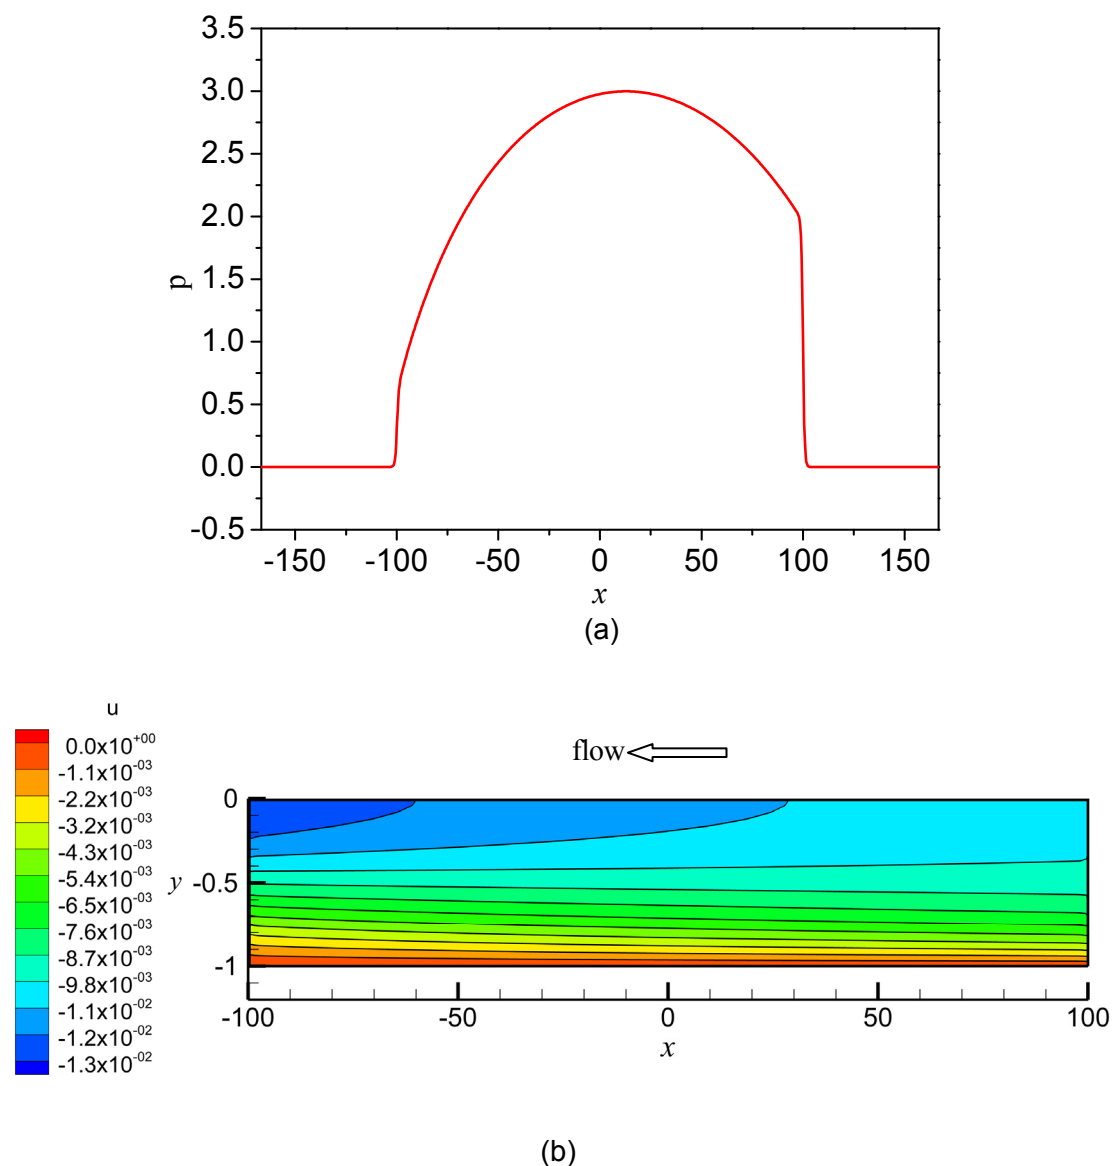 3.5
3.0
2.5
2.0
1.5
1.0
0.5
0.0
-0.5
p
-150 -100 -50 0 50 100 150
x
(a)
u
0.0x10+00
-1.1x10-03
-2.2x10-03
-3.2x10-03
-4.3x10-03
-5.4x10-03
-6.5x10-03
-7.6x10-03
-8.7x10-03
-9.8x10-03
-1.1x10-02
-1.2x10-02
-1.3x10-02
flow
0
y -0.5
-1
-100 -50 0 50 100
x
(b)